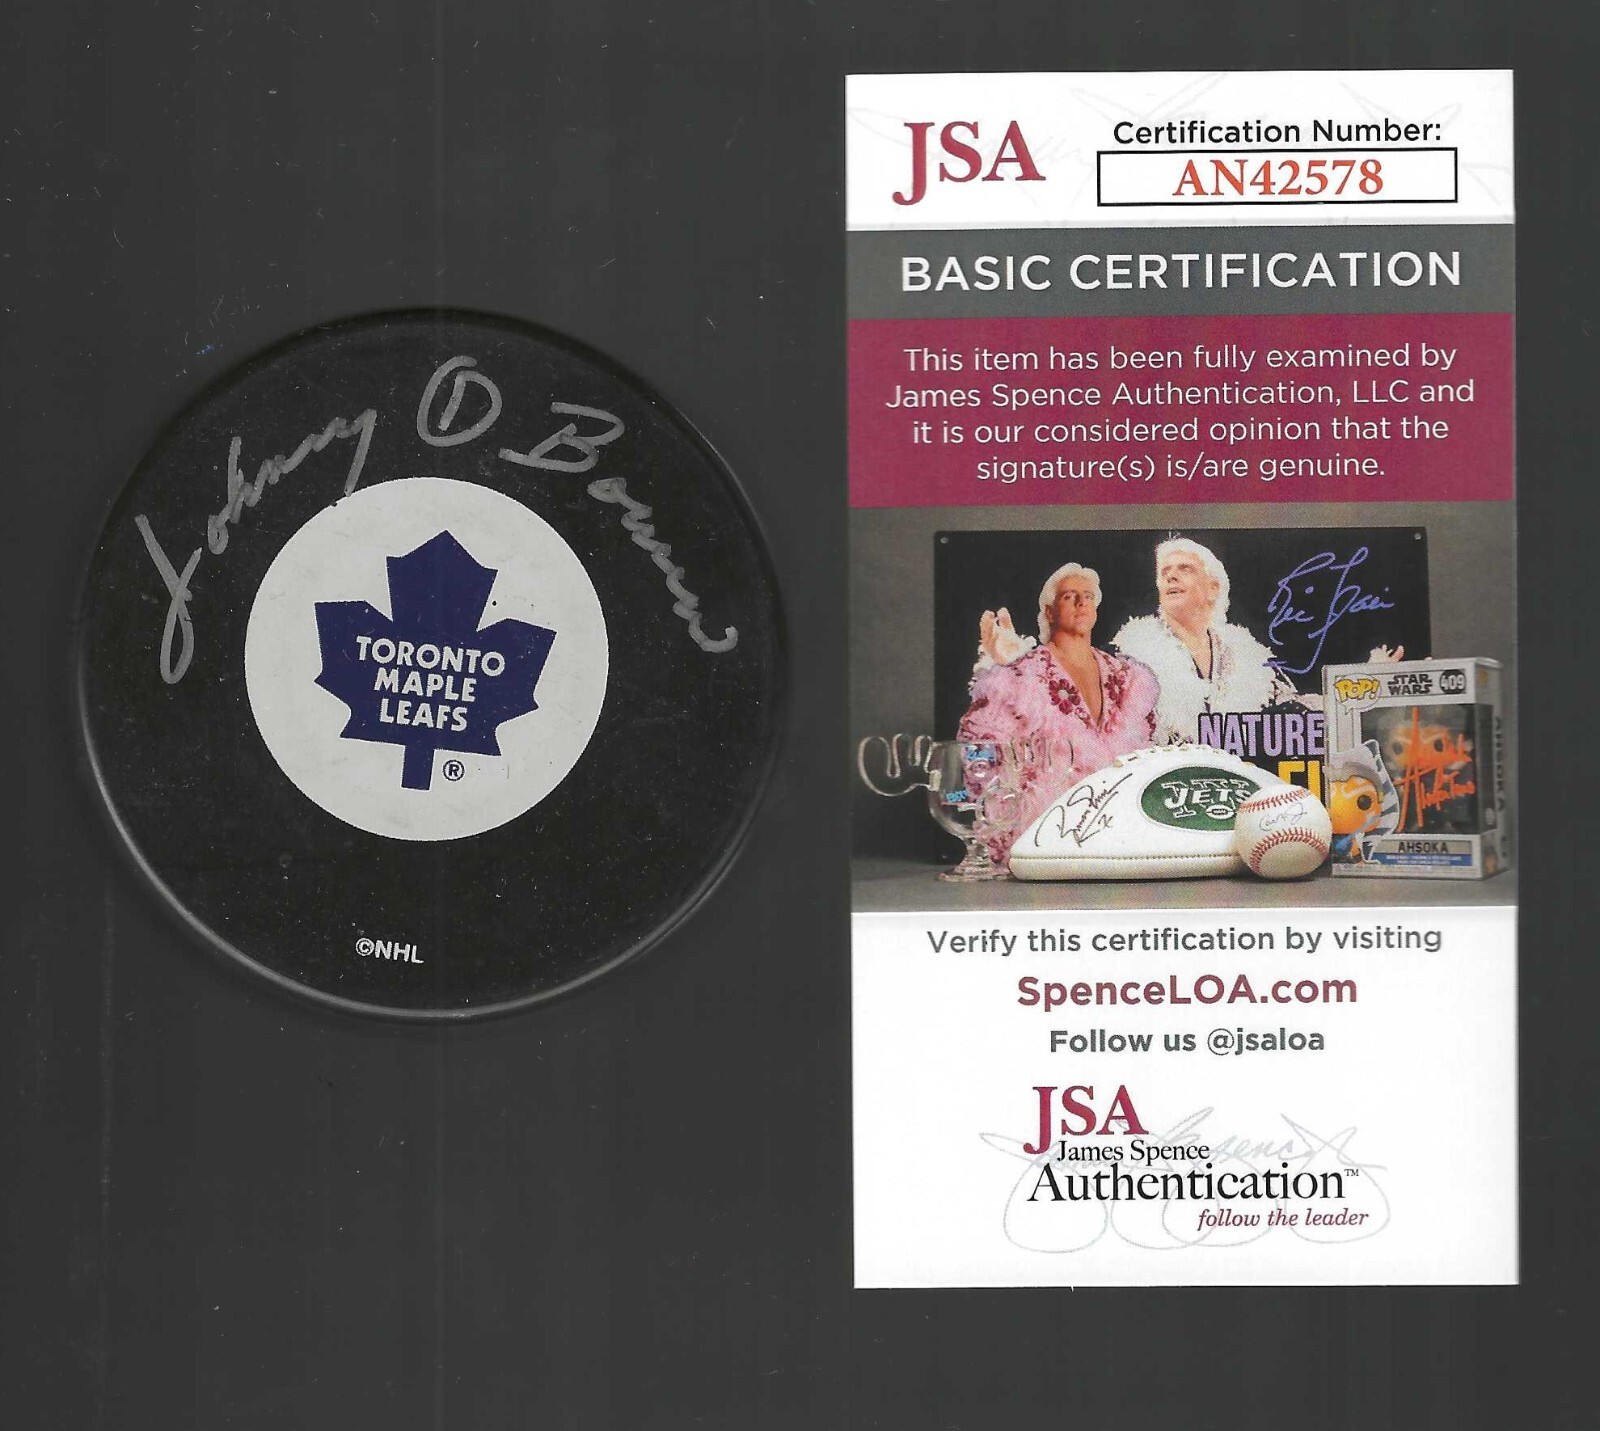 Johnny 1 Bower
TORONTO
MAPLE
LEAFS
®
©NHL
JSA
Certification Number:
AN42578
BASIC CERTIFICATION
This item has been fully examined by
James Spence Authentication, LLC and
it is our considered opinion that the
signature(s) is/are genuine.
Ric Flair
NATURE
POP!
STAR
WARS
409
JETS
AHSOKA
Verify this certification by visiting
SpenceLOA.com
Follow us @jsaloa
JSA
James Spence
Authentication™
follow the leader